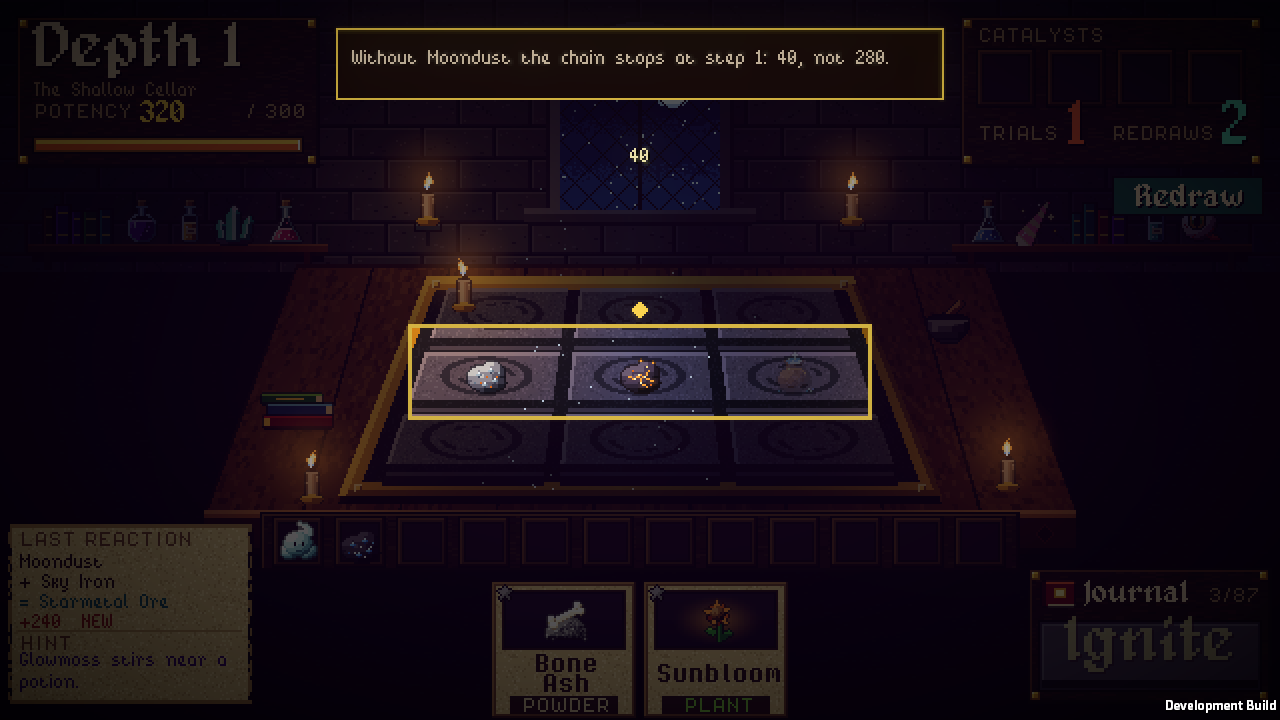 Depth 1
The Shallow Cellar
POTENCY 320 / 300
Without Moondust the chain stops at step 1: 40, not 280.
CATALYSTS
TRIALS 1 REDRAWS 2
40
Redraw
LAST REACTION
Moondust
+ Sky Iron
= Starmetal Ore
+240 NEW
HINT
Glowmoss stirs near a
potion.
Bone
Ash
POWDER
Sunbloom
PLANT
Journal 3/87
Ignite
Development Build